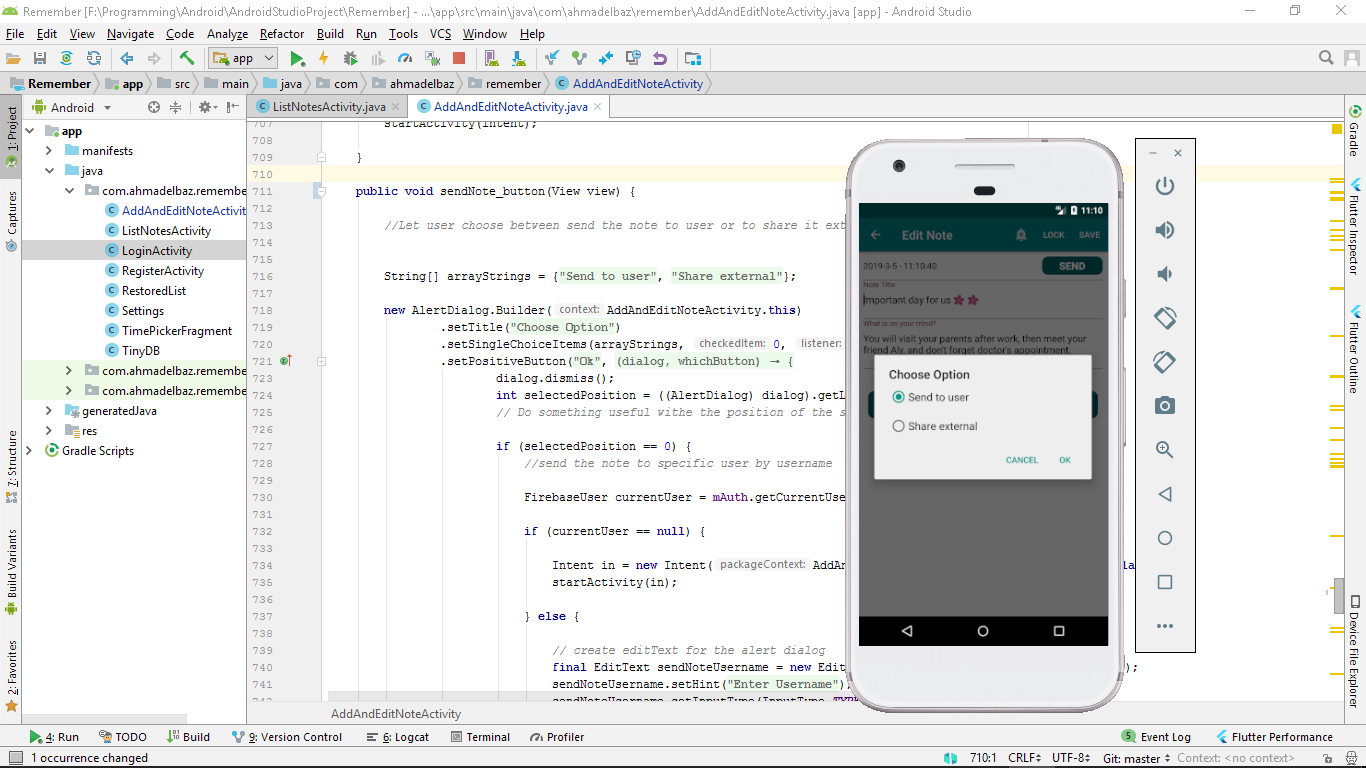 Remember [F:\Programming\Android\AndroidStudioProject\Remember] - ...\app\src\main\java\com\ahmadelbaz\remember\AddAndEditNoteActivity.java [app] - Android Studio
File Edit View Navigate Code Analyze Refactor Build Run Tools VCS Window Help
app
Remember app src main java com ahmadelbaz remember AddAndEditNoteActivity
Android
ListNotesActivity.java
AddAndEditNoteActivity.java
1: Project
Captures
7: Structure
Build Variants
2: Favorites
app
manifests
java
com.ahmadelbaz.remembe
AddAndEditNoteActivit
ListNotesActivity
LoginActivity
RegisterActivity
RestoredList
Settings
TimePickerFragment
TinyDB
com.ahmadelbaz.remembe
com.ahmadelbaz.remembe
generatedJava
res
Gradle Scripts
707 startActivity(intent);
708
709 }
710
711 public void sendNote_button(View view) {
712
713 //Let user choose between send the note to user or to share it ext
714
715
716 String[] arrayStrings = {"Send to user", "Share external"};
717
718 new AlertDialog.Builder( context: AddAndEditNoteActivity.this)
719 .setTitle("Choose Option")
720 .setSingleChoiceItems(arrayStrings, checkedItem: 0, listener:
721 .setPositiveButton("Ok", (dialog, whichButton) → {
723 dialog.dismiss();
724 int selectedPosition = ((AlertDialog) dialog).getL
725 // Do something useful withe the position of the s
726
727 if (selectedPosition == 0) {
728 //send the note to specific user by username
729
730 FirebaseUser currentUser = mAuth.getCurrentUse
731
732 if (currentUser == null) {
733
734 Intent in = new Intent( packageContext: AddAn la
735 startActivity(in);
736
737 } else {
738
739 // create editText for the alert dialog
740 final EditText sendNoteUsername = new Edit );
741 sendNoteUsername.setHint("Enter Username");
742 sendNoteUsername.setInputType(InputType.TYPE
AddAndEditNoteActivity
11:10
Edit Note LOCK SAVE
2019-3-5 - 11:10:40 SEND
Note Title
Important day for us
What is on your mind?
You will visit your parents after work, then meet your
friend Aly, and don't forget doctor's appointment.
Choose Option
Send to user
Share external
CANCEL OK
Gradle
Flutter Inspector
Flutter Outline
Device File Explorer
4: Run TODO Build 9: Version Control 6: Logcat Terminal Profiler 5 Event Log Flutter Performance
1 occurrence changed 710:1 CRLF UTF-8 Git: master Context: <no context>